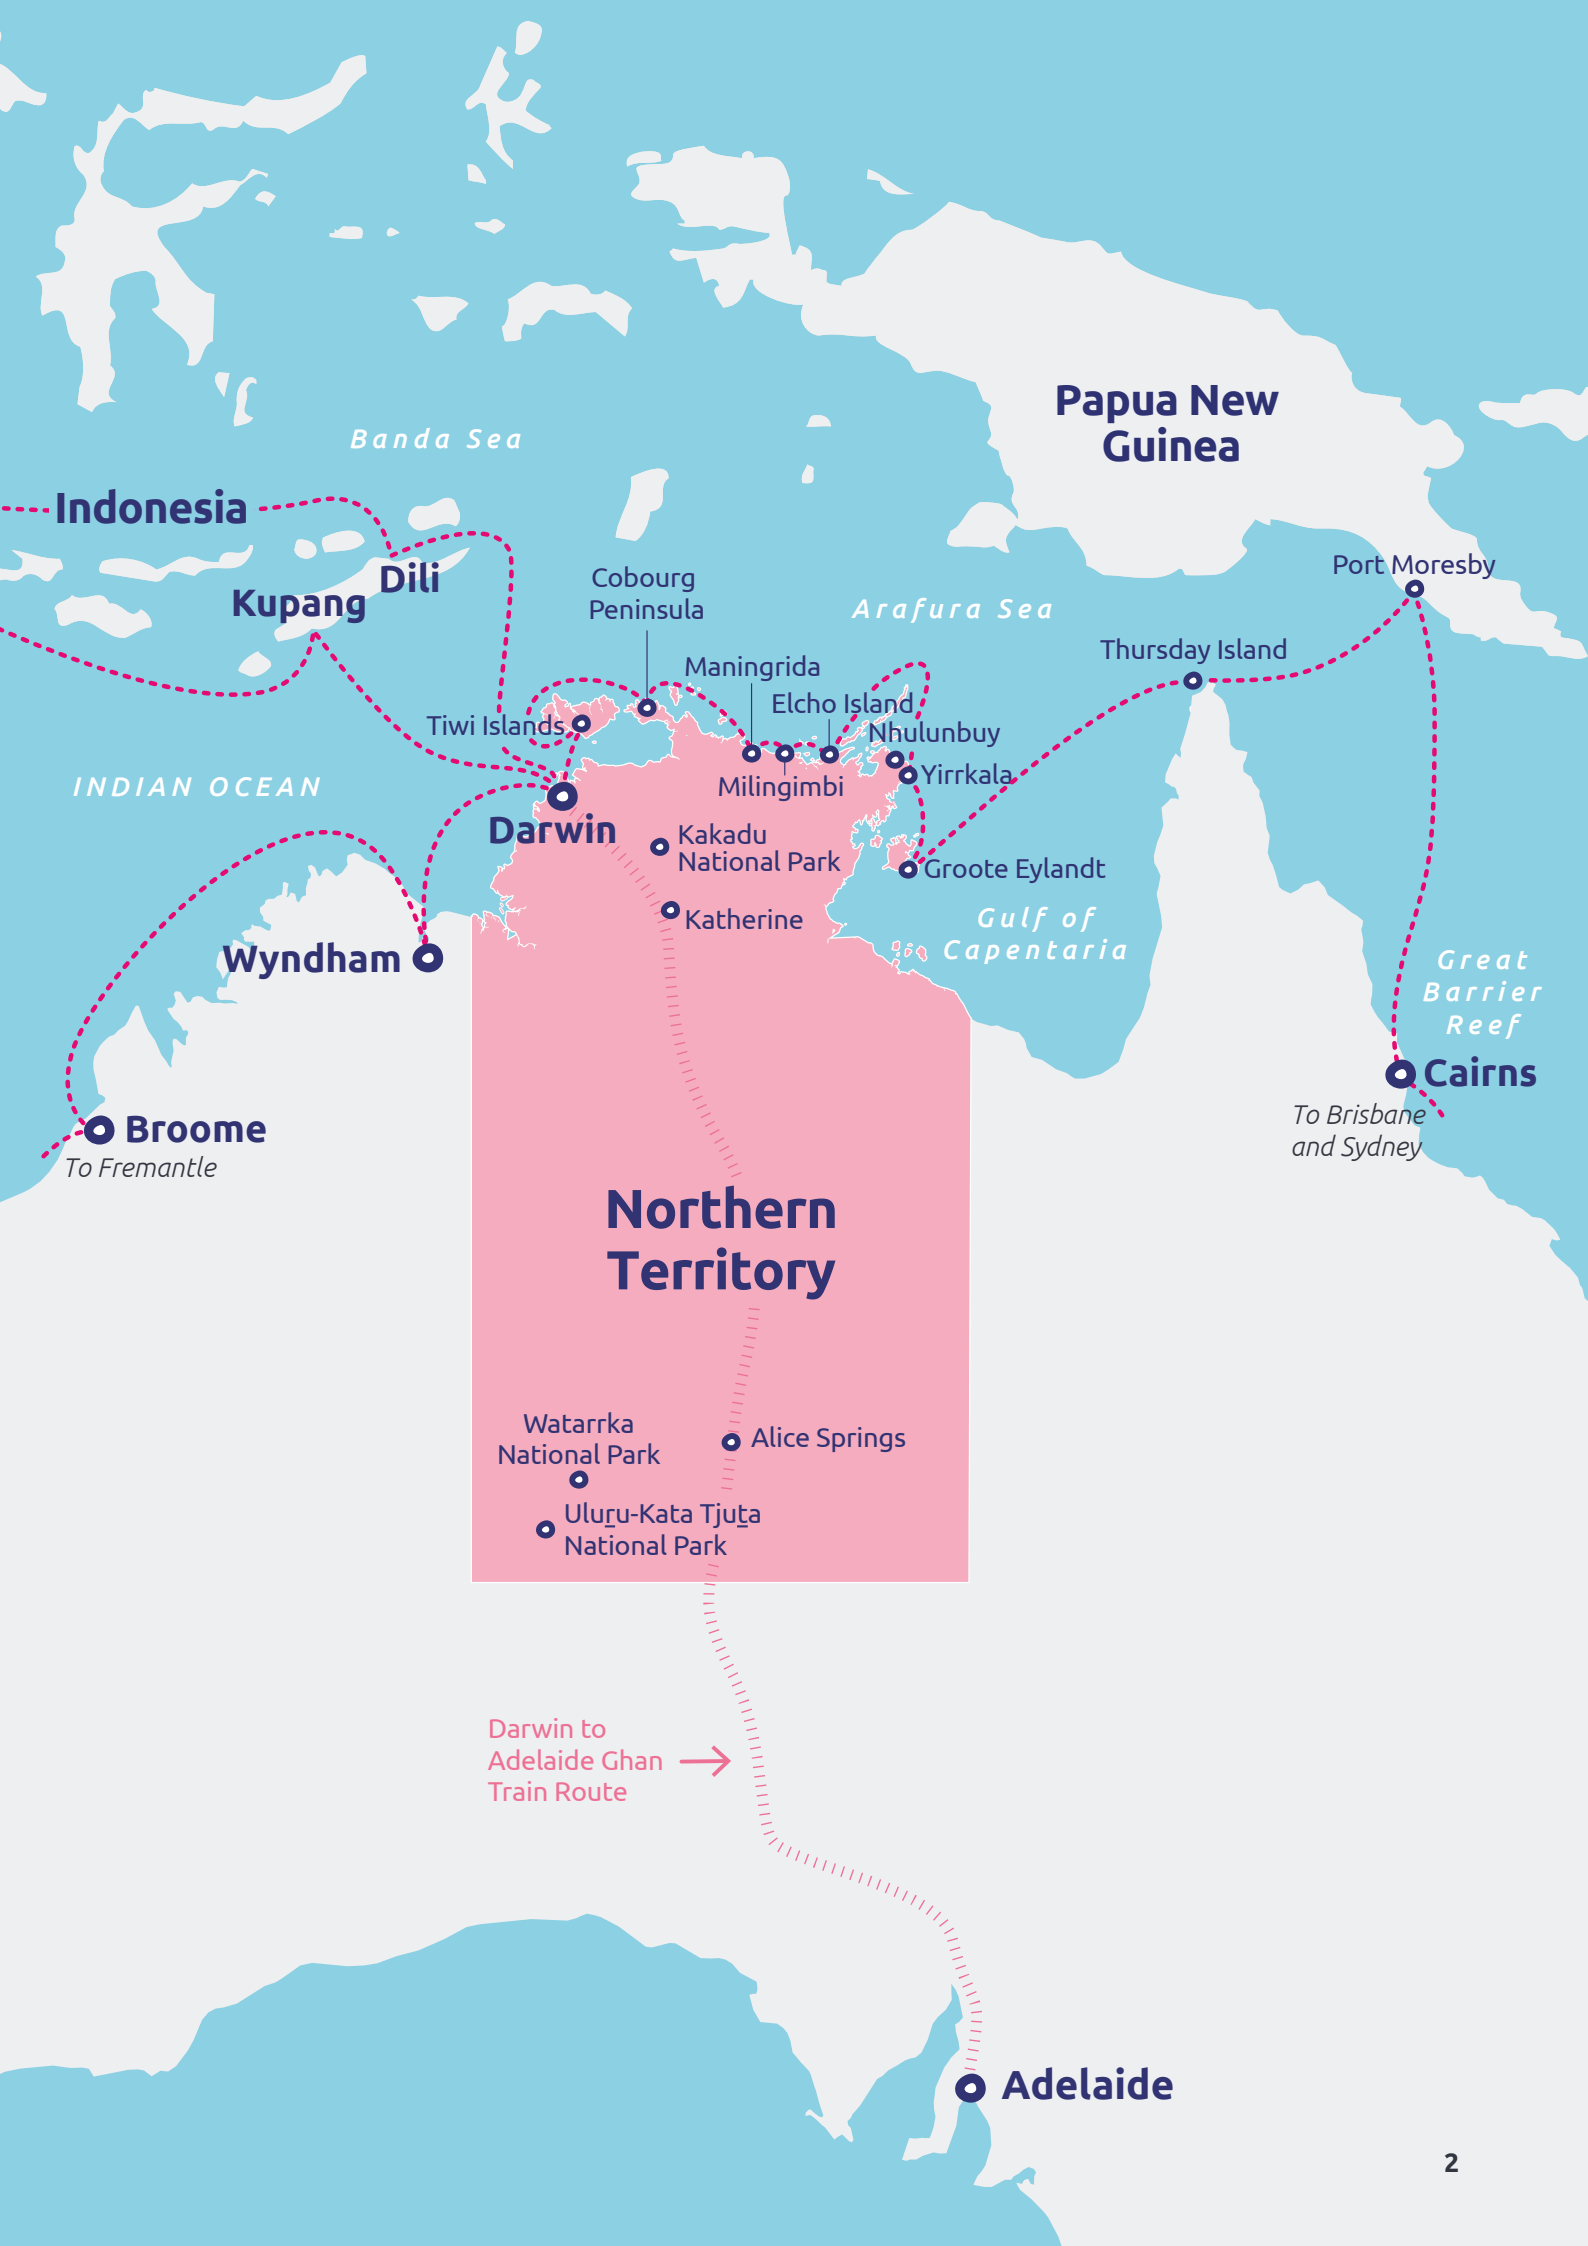 Papua New
Guinea
Banda Sea
Indonesia
Port Moresby
Dili
Cobourg
Peninsula
Kupang
Arafura Sea
Thursday Island
Maningrida
Elcho Island
Tiwi Islands
Nhulunbuy
Yirrkala
Milingimbi
INDIAN OCEAN
Darwin
Kakadu
National Park
Groote Eylandt
Katherine
Gulf of
Capentaria
Wyndham
Great
Barrier
Reef
Cairns
To Brisbane
and Sydney
Broome
To Fremantle
Northern
Territory
Watarrka
National Park
Alice Springs
Uluṟu-Kata Tjuṯa
National Park
Darwin to
Adelaide Ghan
Train Route
Adelaide
2